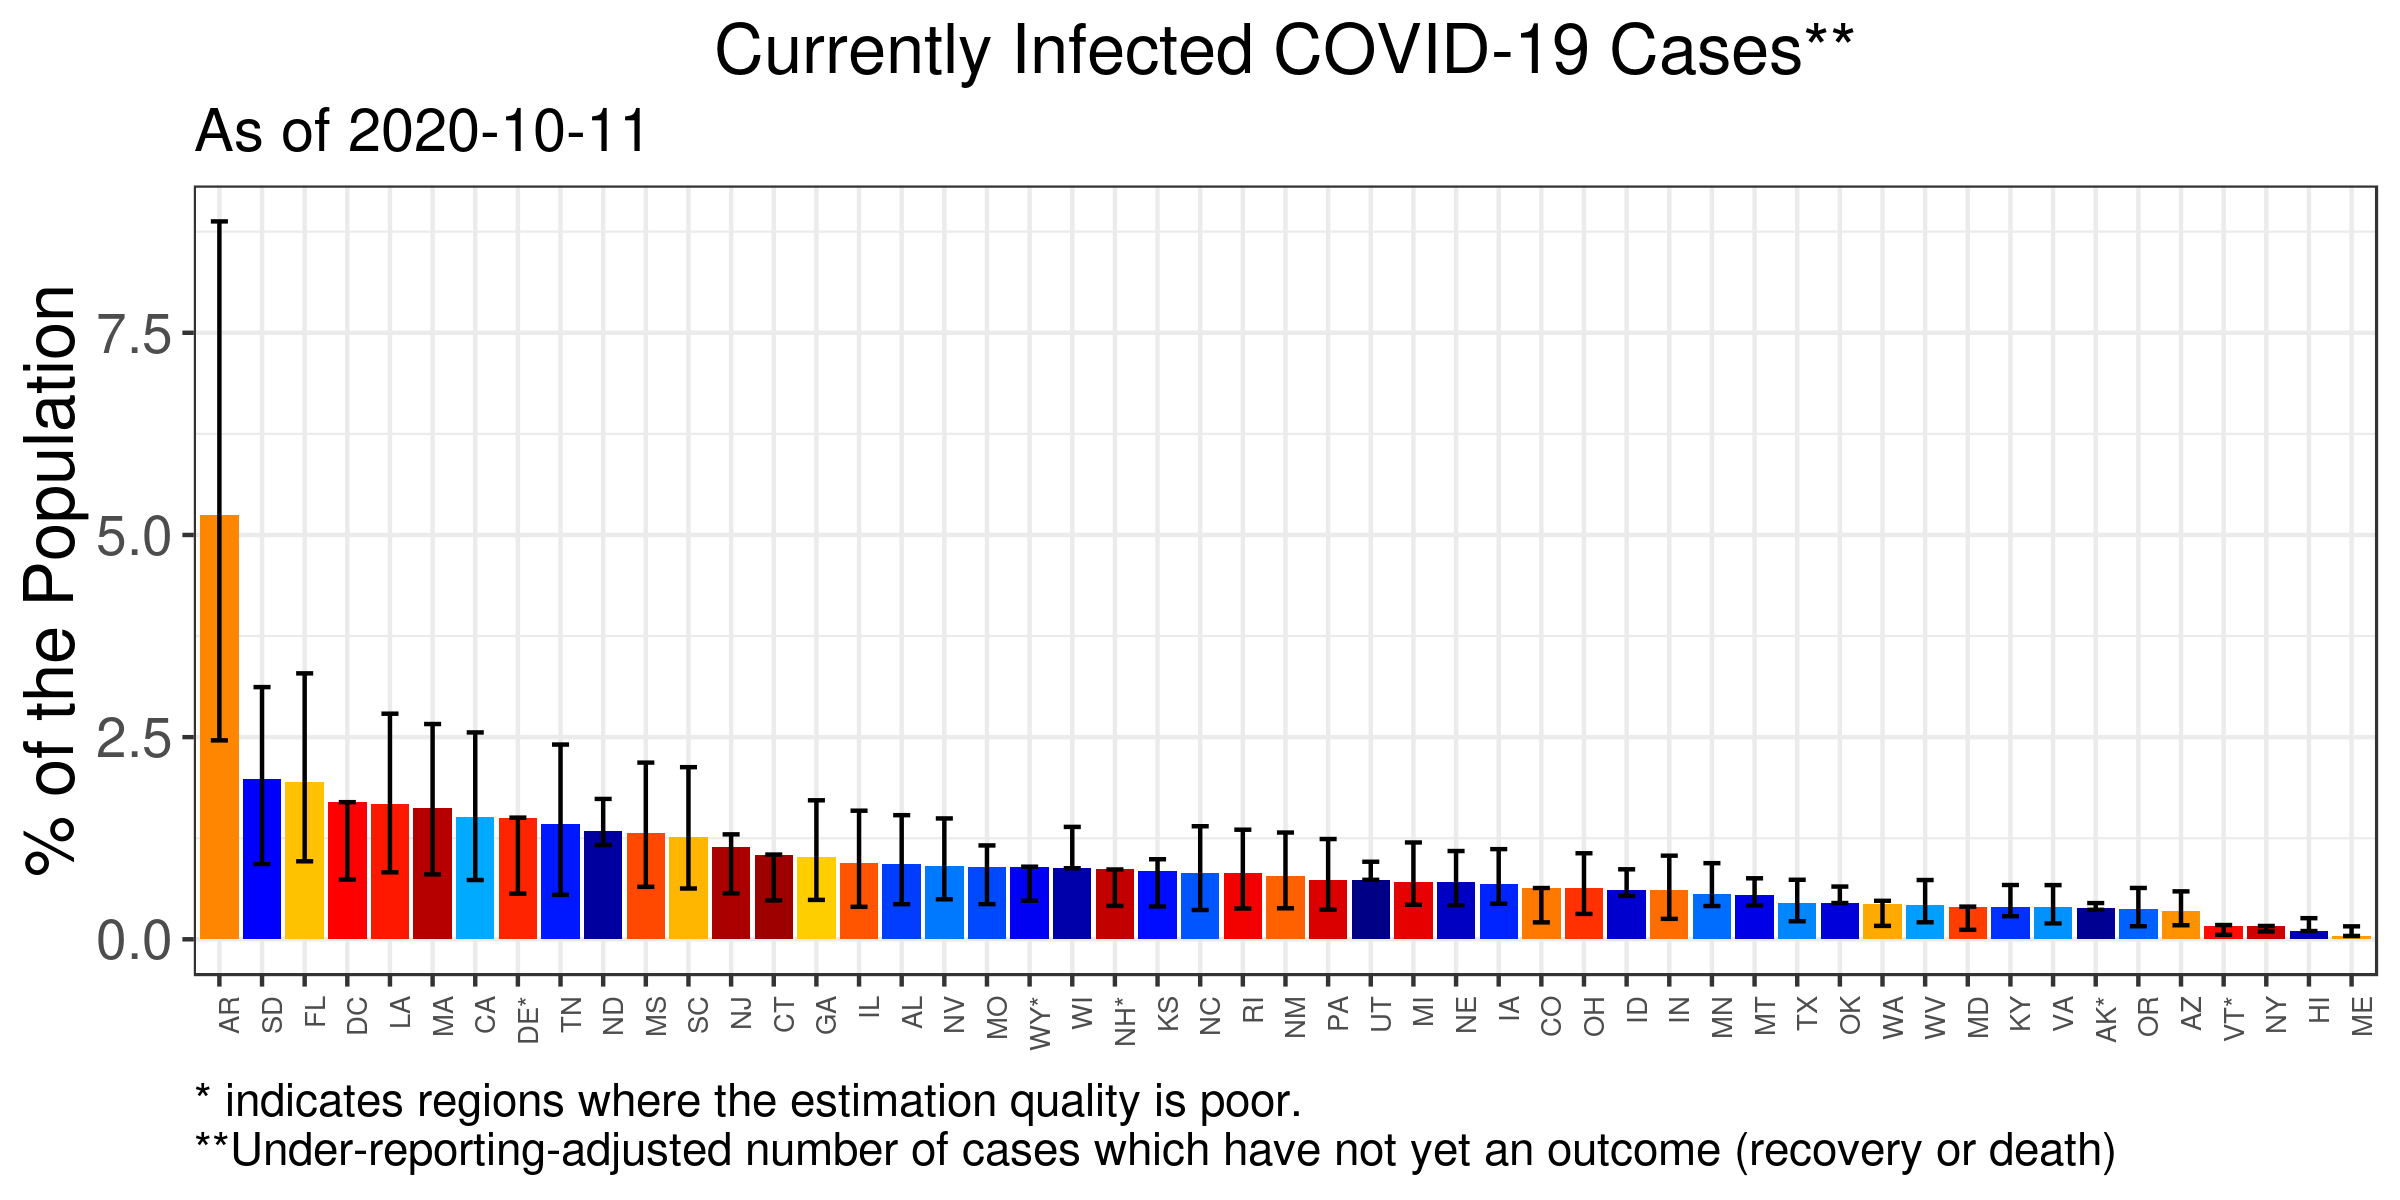 Currently Infected COVID-19 Cases**
As of 2020-10-11
% of the Population
7.5
5.0
2.5
0.0
AR SD FL DC LA MA CA DE* TN ND MS SC NJ CT GA IL AL NV MO WY* WI NH* KS NC RI NM PA UT MI NE IA CO OH ID IN MN MT TX OK WA WV MD KY VA AK* OR AZ VT* NY HI ME
* indicates regions where the estimation quality is poor.
**Under-reporting-adjusted number of cases which have not yet an outcome (recovery or death)